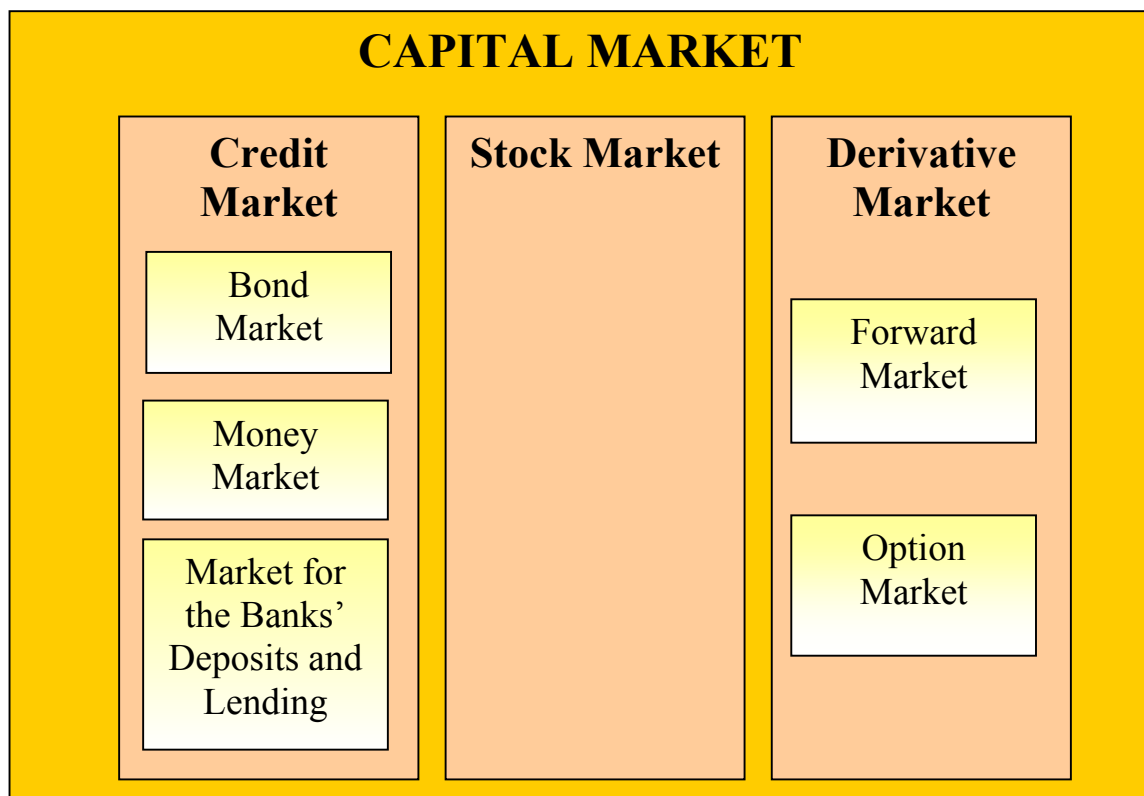 CAPITAL MARKET
Credit
Market
Bond
Market
Money
Market
Market for
the Banks’
Deposits and
Lending
Stock Market
Derivative
Market
Forward
Market
Option
Market